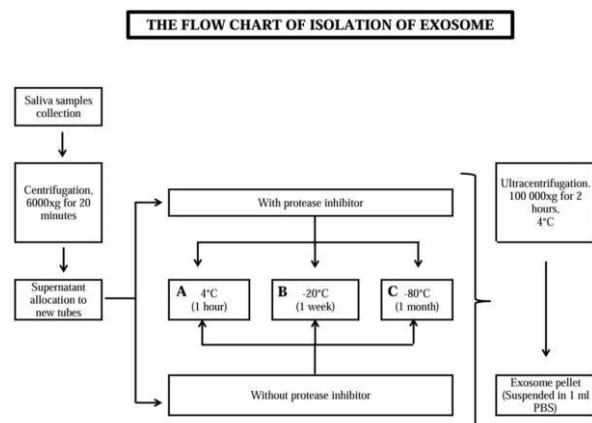 THE FLOW CHART OF ISOLATION OF EXOSOME
Saliva samples
collection
Centrifugation,
6000xg for 20
minutes
Supernatant
allocation to
new tubes
With protease inhibitor
A 4°C
(1 hour)
B -20°C
(1 week)
C -80°C
(1 month)
Without protease inhibitor
Ultracentrifugation.
100 000xg for 2
hours,
4°C
Exosome pellet
(Suspended in 1 ml
PBS)